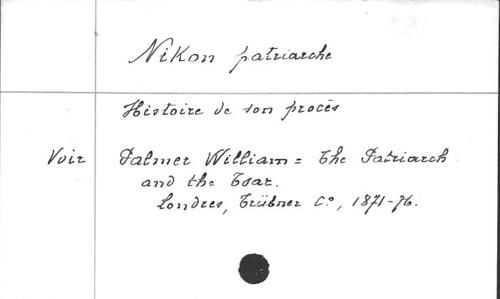 Nikon patriarche
Histoire de son procès
Voir Palmer William = The Patriarch
and the Tsar.
Londres, Trübner C°, 1871-76.